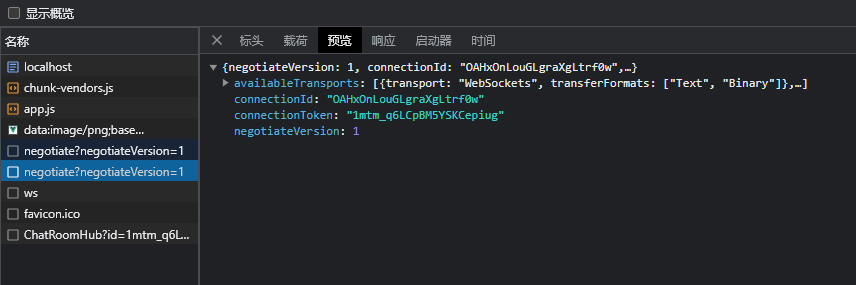 显示概览
名称
标头 载荷 预览 响应 启动器 时间
localhost
chunk-vendors.js
app.js
data:image/png;base...
negotiate?negotiateVersion=1
negotiate?negotiateVersion=1
ws
favicon.ico
ChatRoomHub?id=1mtm_q6L...
{negotiateVersion: 1, connectionId: "OAHxOnLouGLgraXgLtrf0w",…}
availableTransports: [{transport: "WebSockets", transferFormats: ["Text", "Binary"]},…]
connectionId: "OAHxOnLouGLgraXgLtrf0w"
connectionToken: "1mtm_q6LCpBM5YSKCepiug"
negotiateVersion: 1